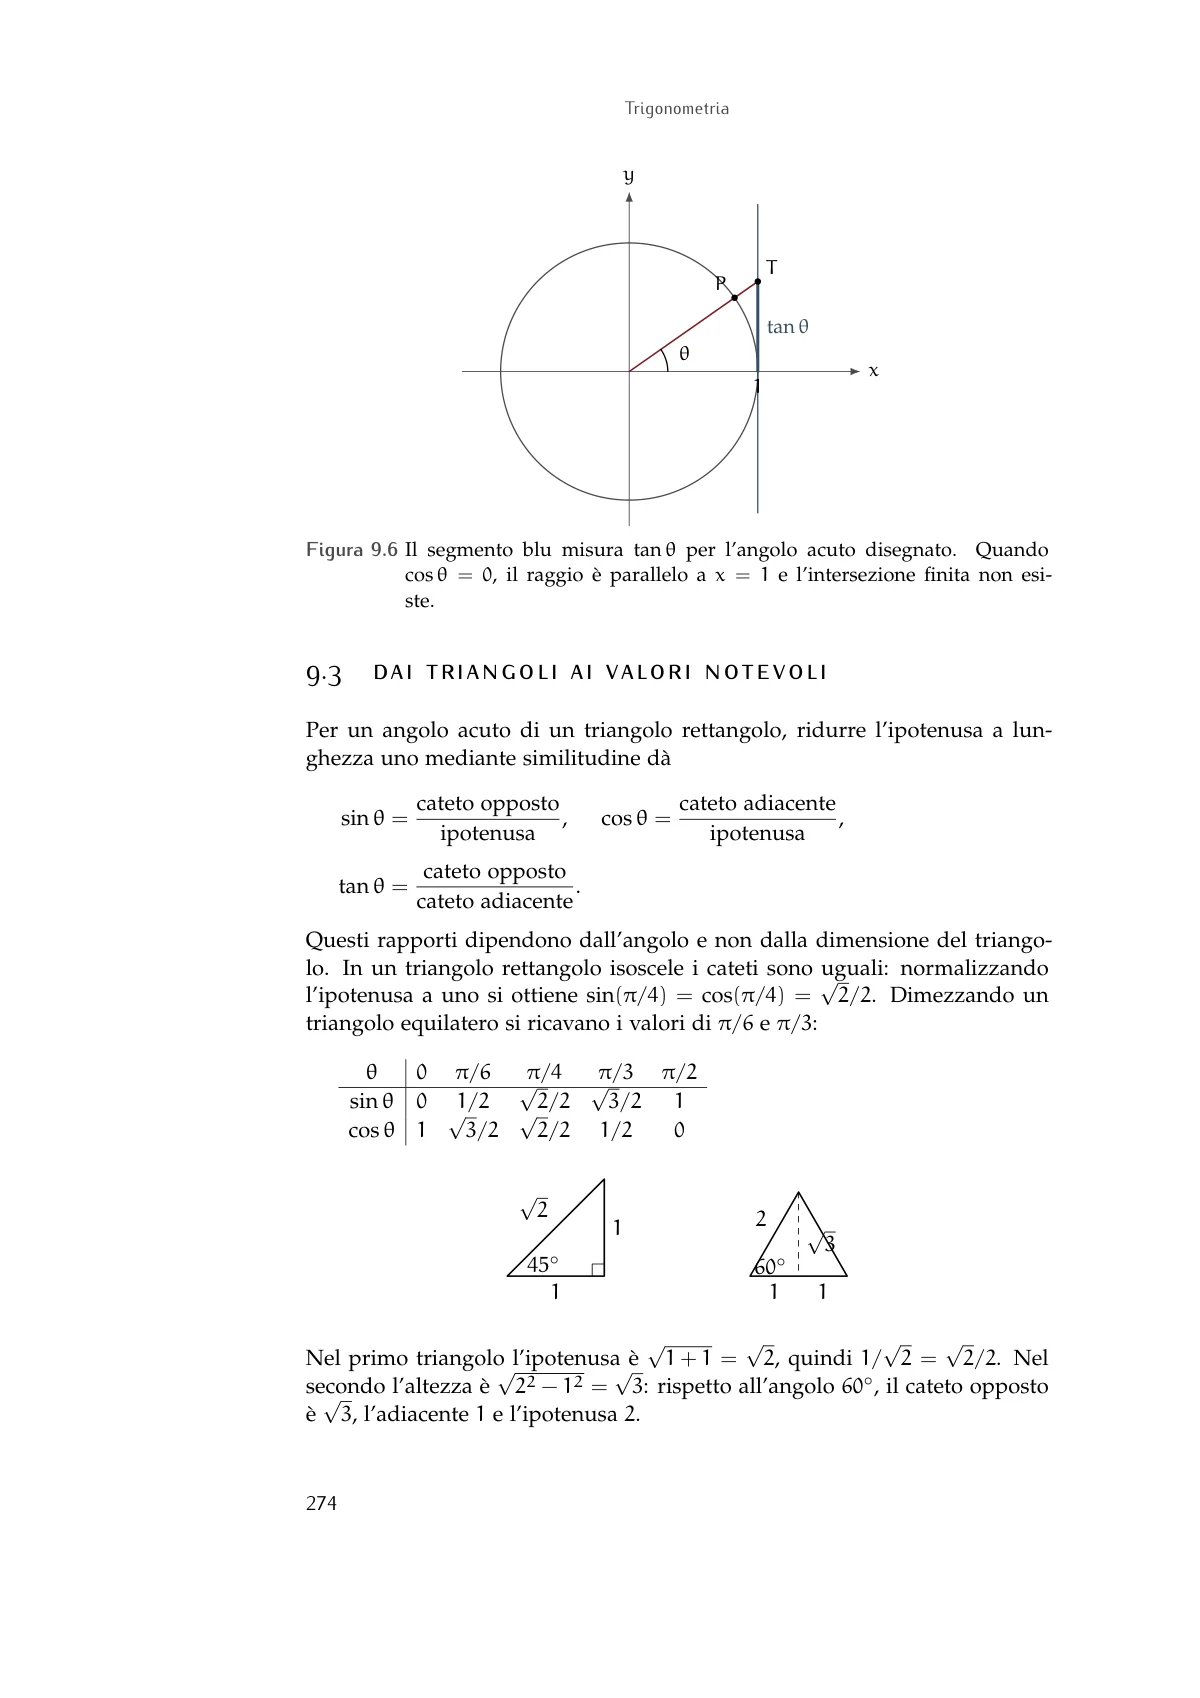 Trigonometria
y
T
P
tan θ
θ
x
1
Figura 9.6 Il segmento blu misura tan θ per l'angolo acuto disegnato. Quando
cos θ = 0, il raggio è parallelo a x = 1 e l'intersezione finita non esi-
ste.
9.3 DAI TRIANGOLI AI VALORI NOTEVOLI
Per un angolo acuto di un triangolo rettangolo, ridurre l'ipotenusa a lun-
ghezza uno mediante similitudine dà
sin θ = cateto opposto / ipotenusa, cos θ = cateto adiacente / ipotenusa,
tan θ = cateto opposto / cateto adiacente.
Questi rapporti dipendono dall'angolo e non dalla dimensione del triango-
lo. In un triangolo rettangolo isoscele i cateti sono uguali: normalizzando
l'ipotenusa a uno si ottiene sin(π/4) = cos(π/4) = √2/2. Dimezzando un
triangolo equilatero si ricavano i valori di π/6 e π/3:
θ 0 π/6 π/4 π/3 π/2
sin θ 0 1/2 √2/2 √3/2 1
cos θ 1 √3/2 √2/2 1/2 0
√2
1
45°
1
2
√3
60°
1 1
Nel primo triangolo l'ipotenusa è √1 + 1 = √2, quindi 1/√2 = √2/2. Nel
secondo l'altezza è √2² − 1² = √3: rispetto all'angolo 60°, il cateto opposto
è √3, l'adiacente 1 e l'ipotenusa 2.
274